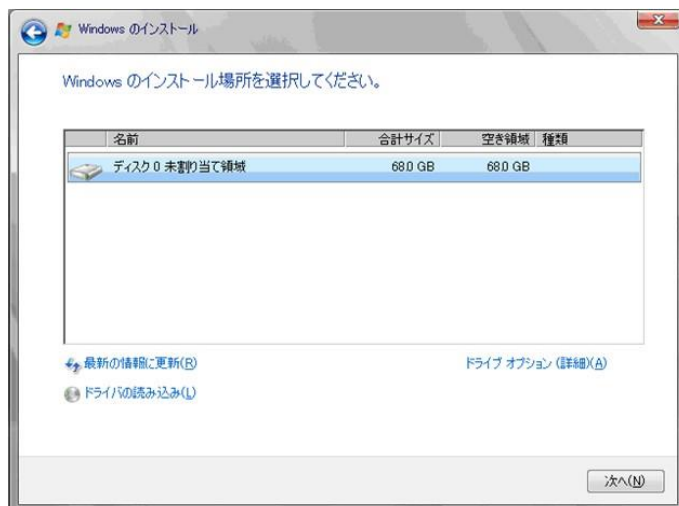 Windows のインストール
Windows のインストール場所を選択してください。
名前 合計サイズ 空き領域 種類
ディスク 0 未割り当て領域 68.0 GB 68.0 GB
最新の情報に更新(R) ドライブ オプション (詳細)(A)
ドライバの読み込み(L)
次へ(N)